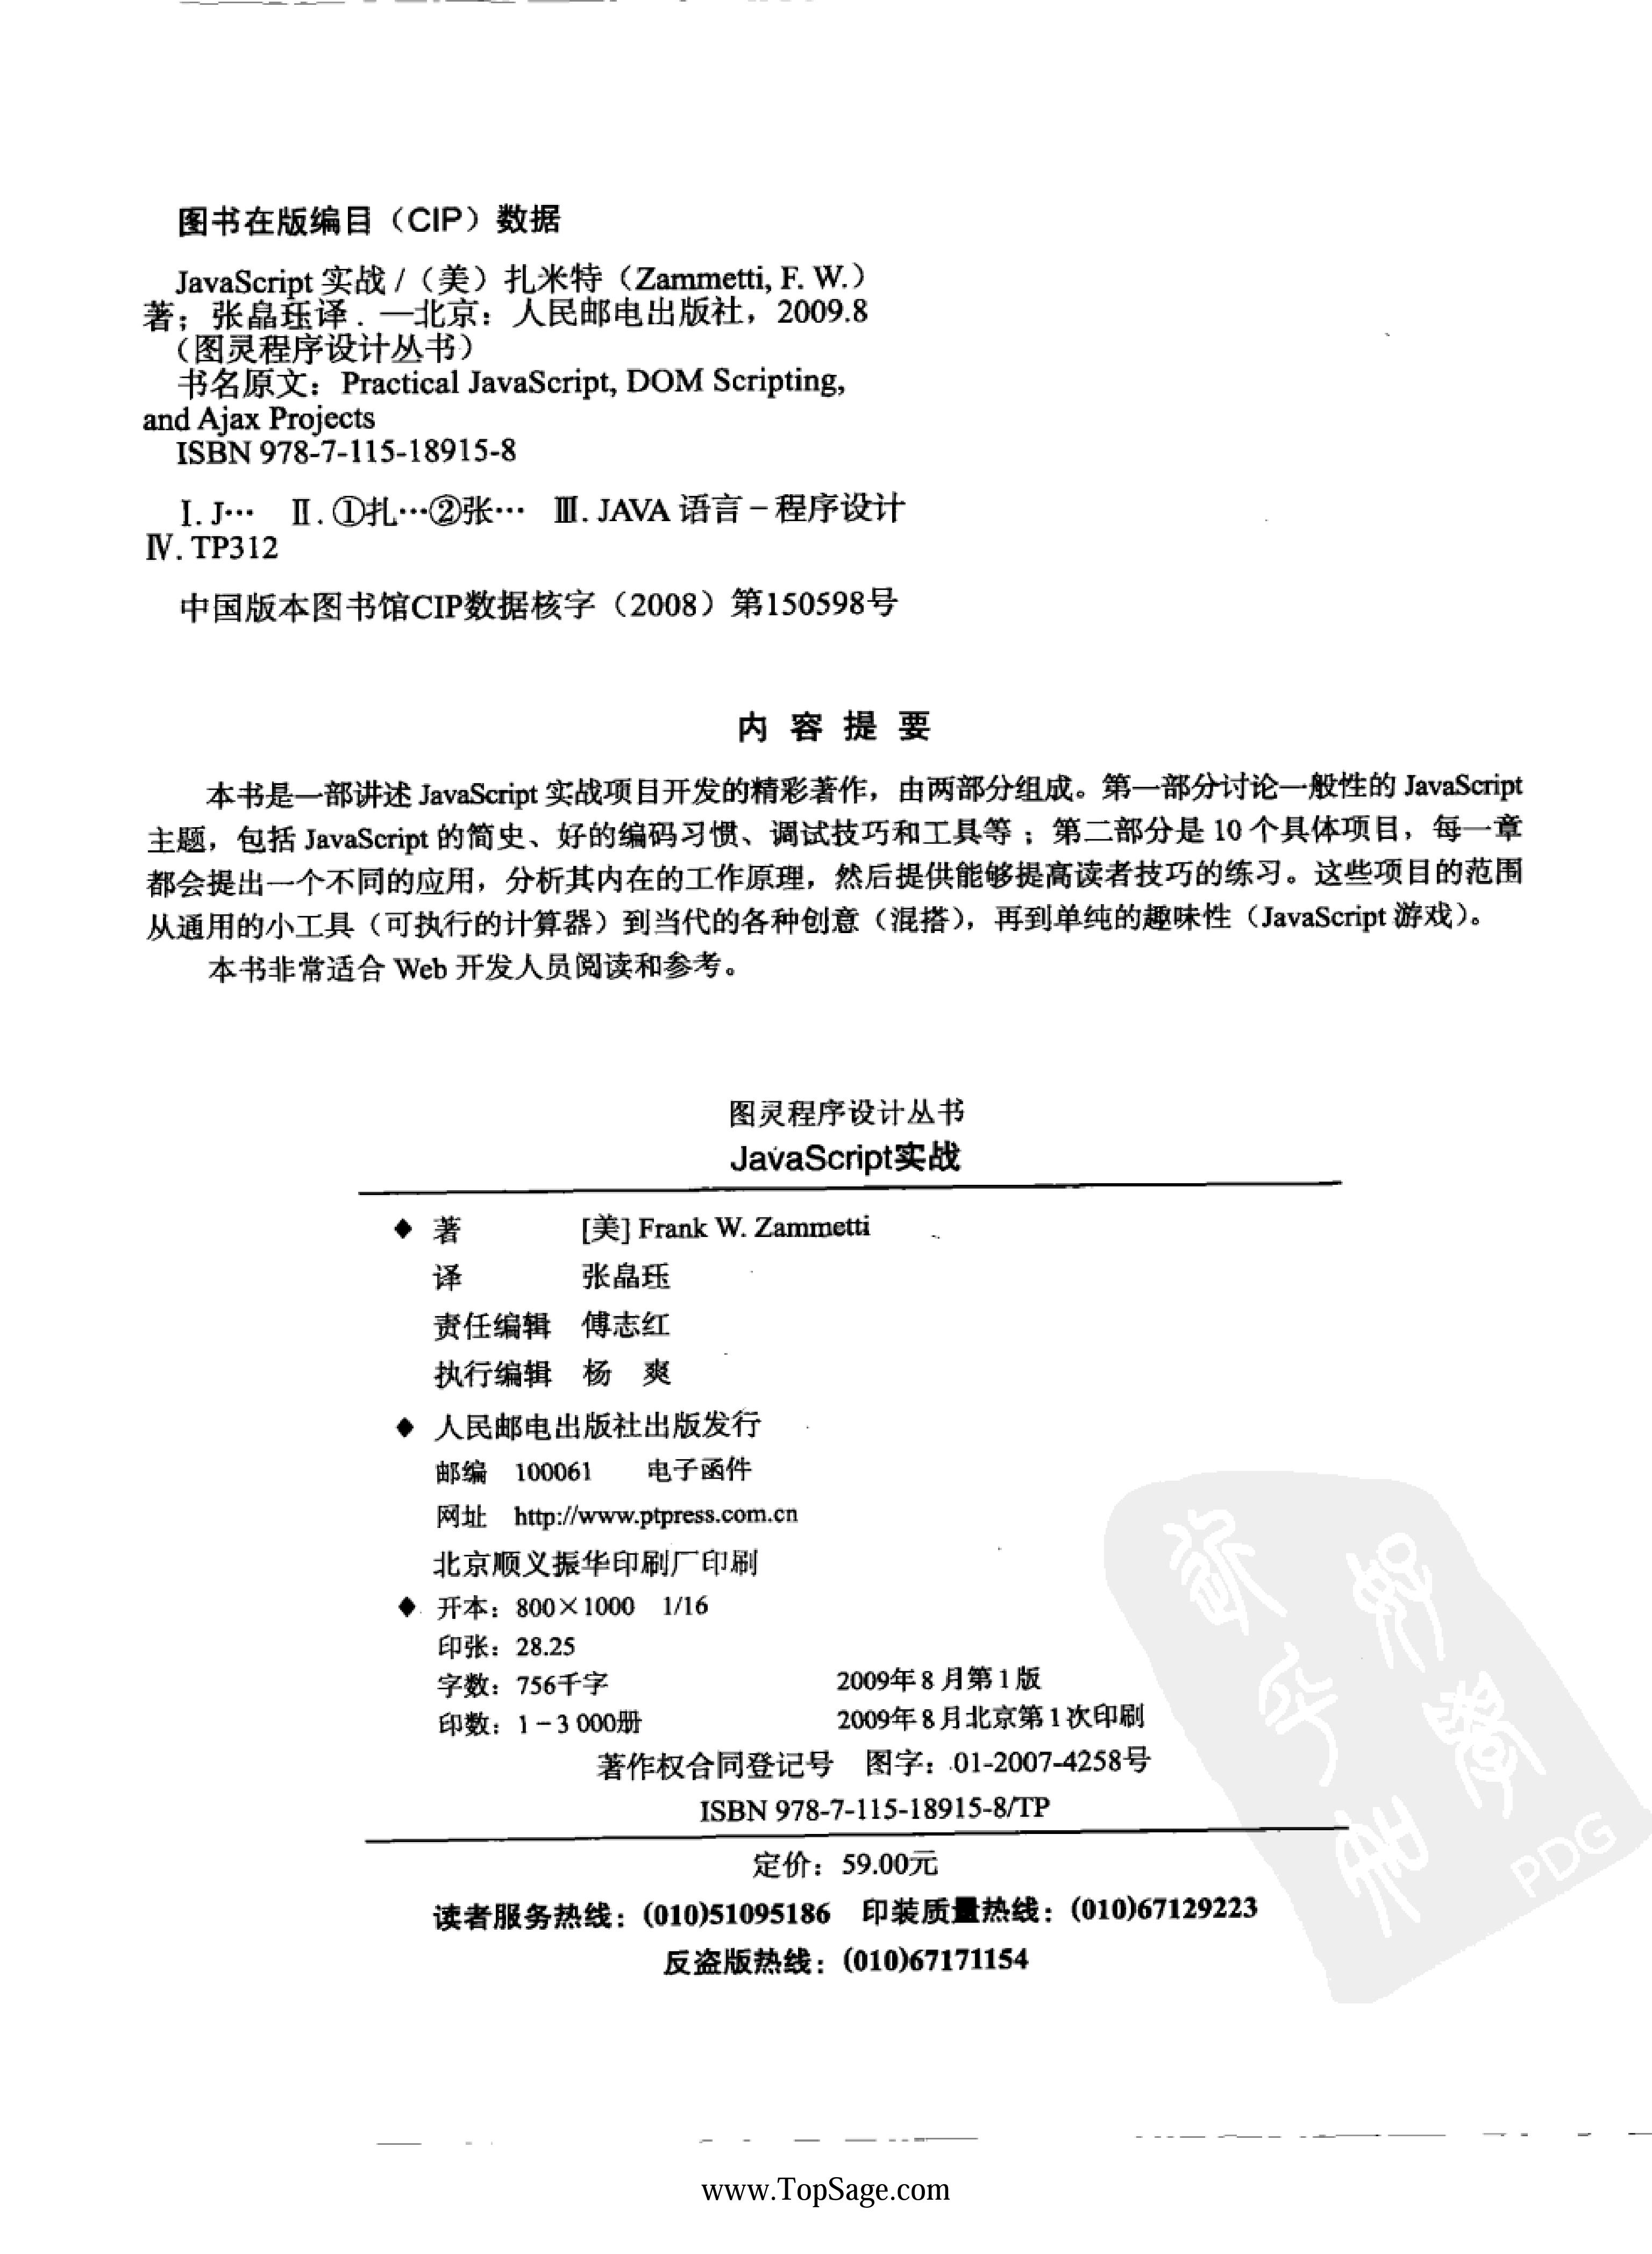 图书在版编目（CIP）数据
JavaScript 实战 /（美）扎米特（Zammetti, F. W.）
著；张皛珏译．—北京：人民邮电出版社，2009.8
（图灵程序设计丛书）
书名原文：Practical JavaScript, DOM Scripting,
and Ajax Projects
ISBN 978-7-115-18915-8
Ⅰ. J… Ⅱ. ①扎…②张… Ⅲ. JAVA 语言－程序设计
Ⅳ. TP312
中国版本图书馆CIP数据核字（2008）第150598号
内 容 提 要
本书是一部讲述 JavaScript 实战项目开发的精彩著作，由两部分组成。第一部分讨论一般性的 JavaScript
主题，包括 JavaScript 的简史、好的编码习惯、调试技巧和工具等；第二部分是 10 个具体项目，每一章
都会提出一个不同的应用，分析其内在的工作原理，然后提供能够提高读者技巧的练习。这些项目的范围
从通用的小工具（可执行的计算器）到当代的各种创意（混搭），再到单纯的趣味性（JavaScript 游戏）。
本书非常适合 Web 开发人员阅读和参考。
图灵程序设计丛书
JavaScript实战
◆ 著 [美] Frank W. Zammetti
译 张皛珏
责任编辑 傅志红
执行编辑 杨 爽
◆ 人民邮电出版社出版发行
邮编 100061 电子函件
网址 http://www.ptpress.com.cn
北京顺义振华印刷厂印刷
◆ 开本：800×1000 1/16
印张：28.25
字数：756千字 2009年 8 月第 1 版
印数：1－3 000册 2009年 8 月北京第 1 次印刷
著作权合同登记号 图字：01-2007-4258号
ISBN 978-7-115-18915-8/TP
定价：59.00元
读者服务热线：(010)51095186 印装质量热线：(010)67129223
反盗版热线：(010)67171154
PDG
www.TopSage.com